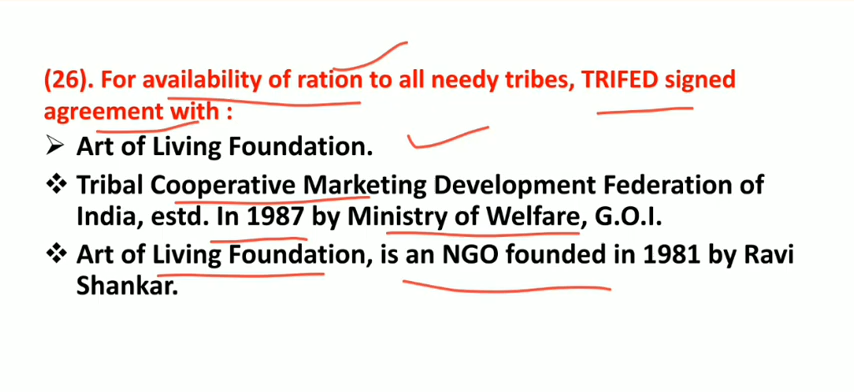 (26). For availability of ration to all needy tribes, TRIFED signed
agreement with :
➢ Art of Living Foundation.
❖ Tribal Cooperative Marketing Development Federation of
India, estd. In 1987 by Ministry of Welfare, G.O.I.
❖ Art of Living Foundation, is an NGO founded in 1981 by Ravi
Shankar.